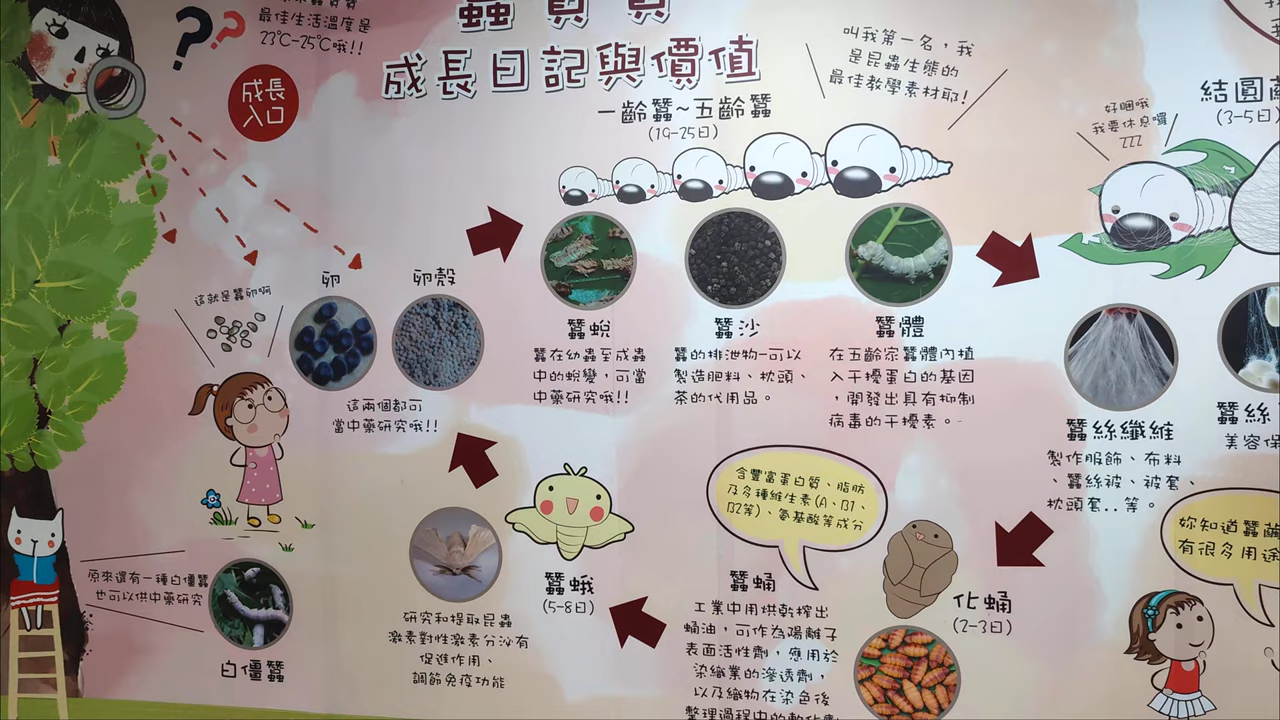 最佳生活溫度是
23℃-25℃哦!!
蠶寶寶
成長日記與價值
成長
入口
一齡蠶~五齡蠶
(19-25日)
叫我第一名，我
是昆蟲生態的
最佳教學素材耶!
好睏哦
我要休息囉
ZZZ
結圓
(3-5日)
這就是蠶卵啊
卵
卵殼
這兩個都可
當中藥研究哦!!
蠶蛻
蠶在幼蟲至成蟲
中的蛻變，可當
中藥研究哦!!
蠶沙
蠶的排泄物-可以
製造肥料、枕頭、
茶的代用品。
蠶體
在五齡家蠶體內植
入干擾蛋白的基因
，開發出具有抑制
病毒的干擾素。
蠶絲纖維
製作服飾、布料
、蠶絲被、被套、
枕頭套..等。
蠶絲
美容保
妳知道蠶繭
有很多用途
化蛹
(2-3日)
含豐富蛋白質、脂肪
及多種維生素(A、B1、
B2等)、氨基酸等成分
蠶蛹
工業中用烘乾榨出
蛹油，可作為陽離子
表面活性劑，應用於
染織業的滲透劑，
以及織物在染色後
整理過程中的軟化劑
蠶蛾
(5-8日)
研究和提取昆蟲
激素對性激素分泌有
促進作用、
調節免疫功能
原來還有一種白僵蠶
也可以供中藥研究
白僵蠶